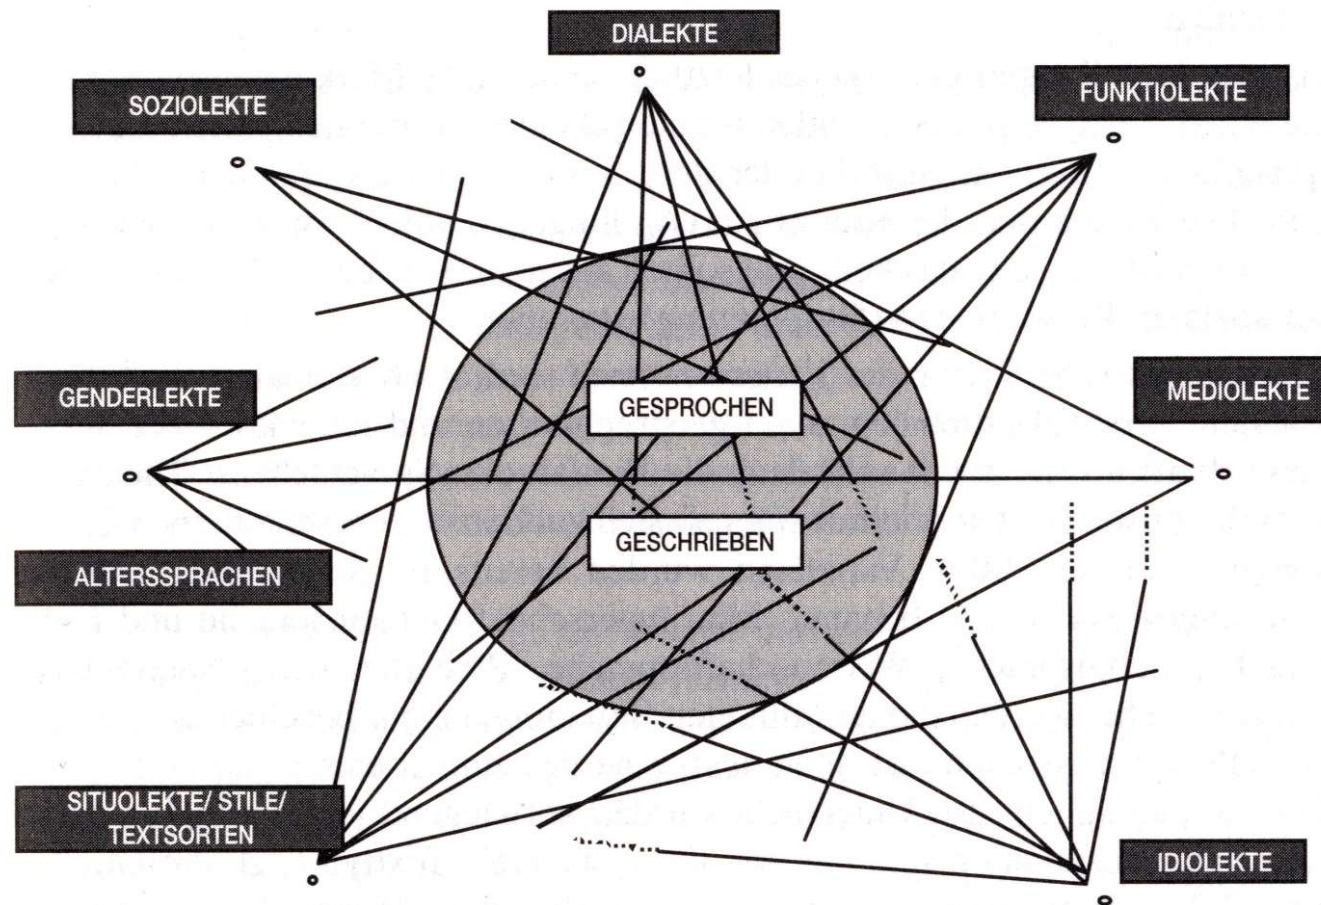 DIALEKTE
SOZIOLEKTE
FUNKTIOLEKTE
GENDERLEKTE
GESPROCHEN
MEDIOLEKTE
GESCHRIEBEN
ALTERSSPRACHEN
SITUOLEKTE/ STILE/
TEXTSORTEN
IDIOLEKTE